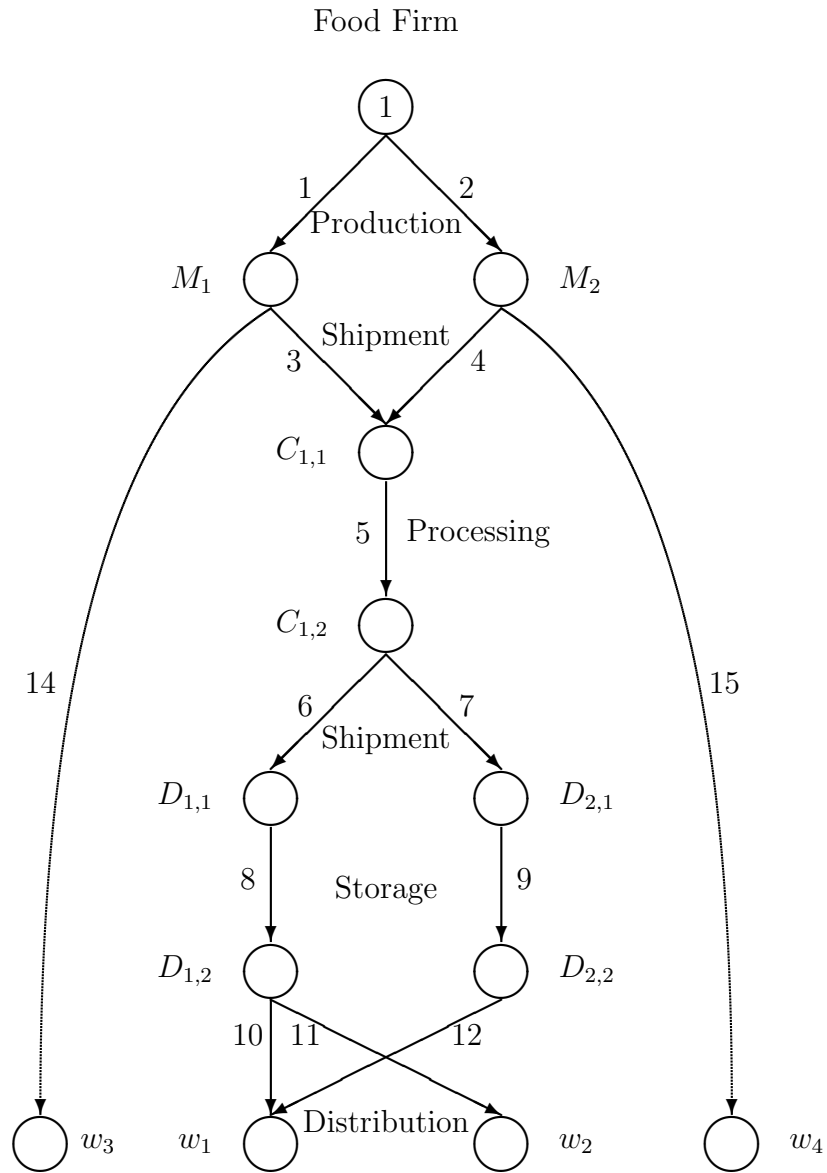 Food Firm
1
1
2
Production
M1
M2
Shipment
3
4
C1,1
5
Processing
C1,2
14
15
6
7
Shipment
D1,1
D2,1
8
9
Storage
D1,2
D2,2
10
11
12
Distribution
w3
w1
w2
w4